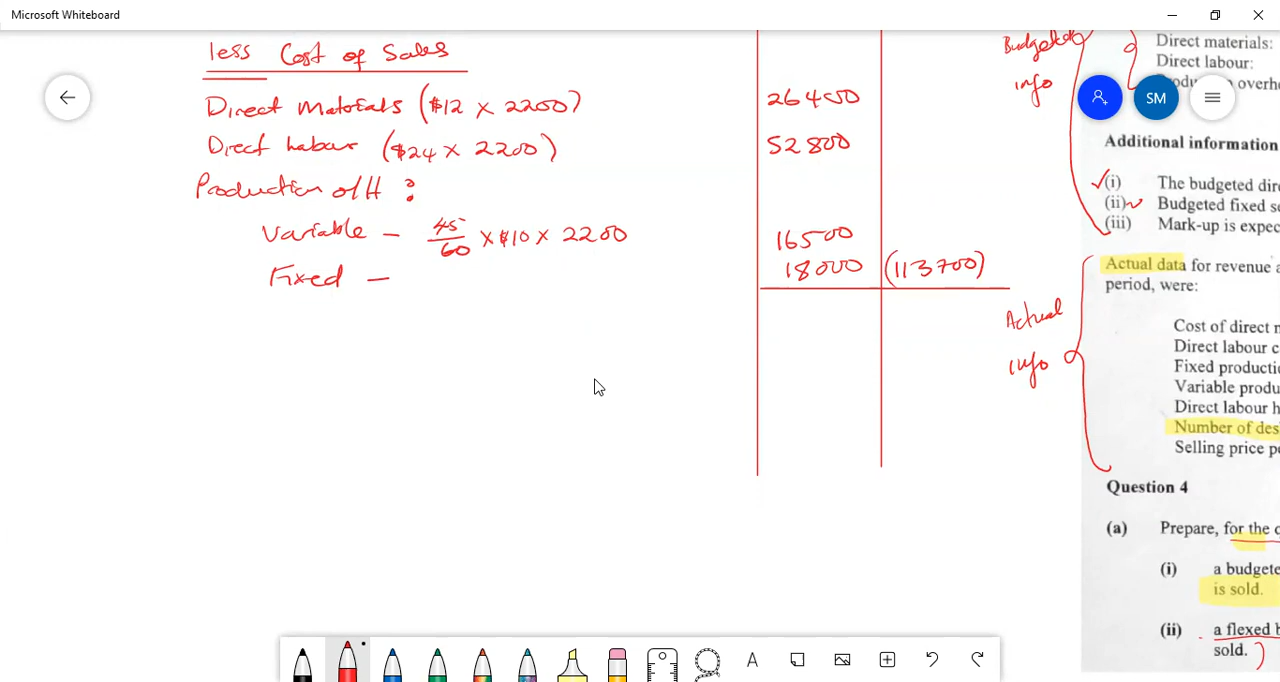 Microsoft Whiteboard
less Cost of Sales
Direct Materials ($12 × 2200) 26400
Direct Labour ($24 × 2200) 52800
Production o/H :
Variable – 45/60 × $10 × 2200 16500
Fixed – 18000 (113700)
Budgeted
info
Actual
info
SM
Direct materials:
Direct labour:
overhe
Additional information
(i) The budgeted dir
(ii) Budgeted fixed se
(iii) Mark-up is expec
Actual data for revenue a
period, were:
Cost of direct m
Direct labour c
Fixed producti
Variable produ
Direct labour h
Number of des
Selling price pe
Question 4
(a) Prepare, for the c
(i) a budgete
is sold.
(ii) a flexed b
sold.
A